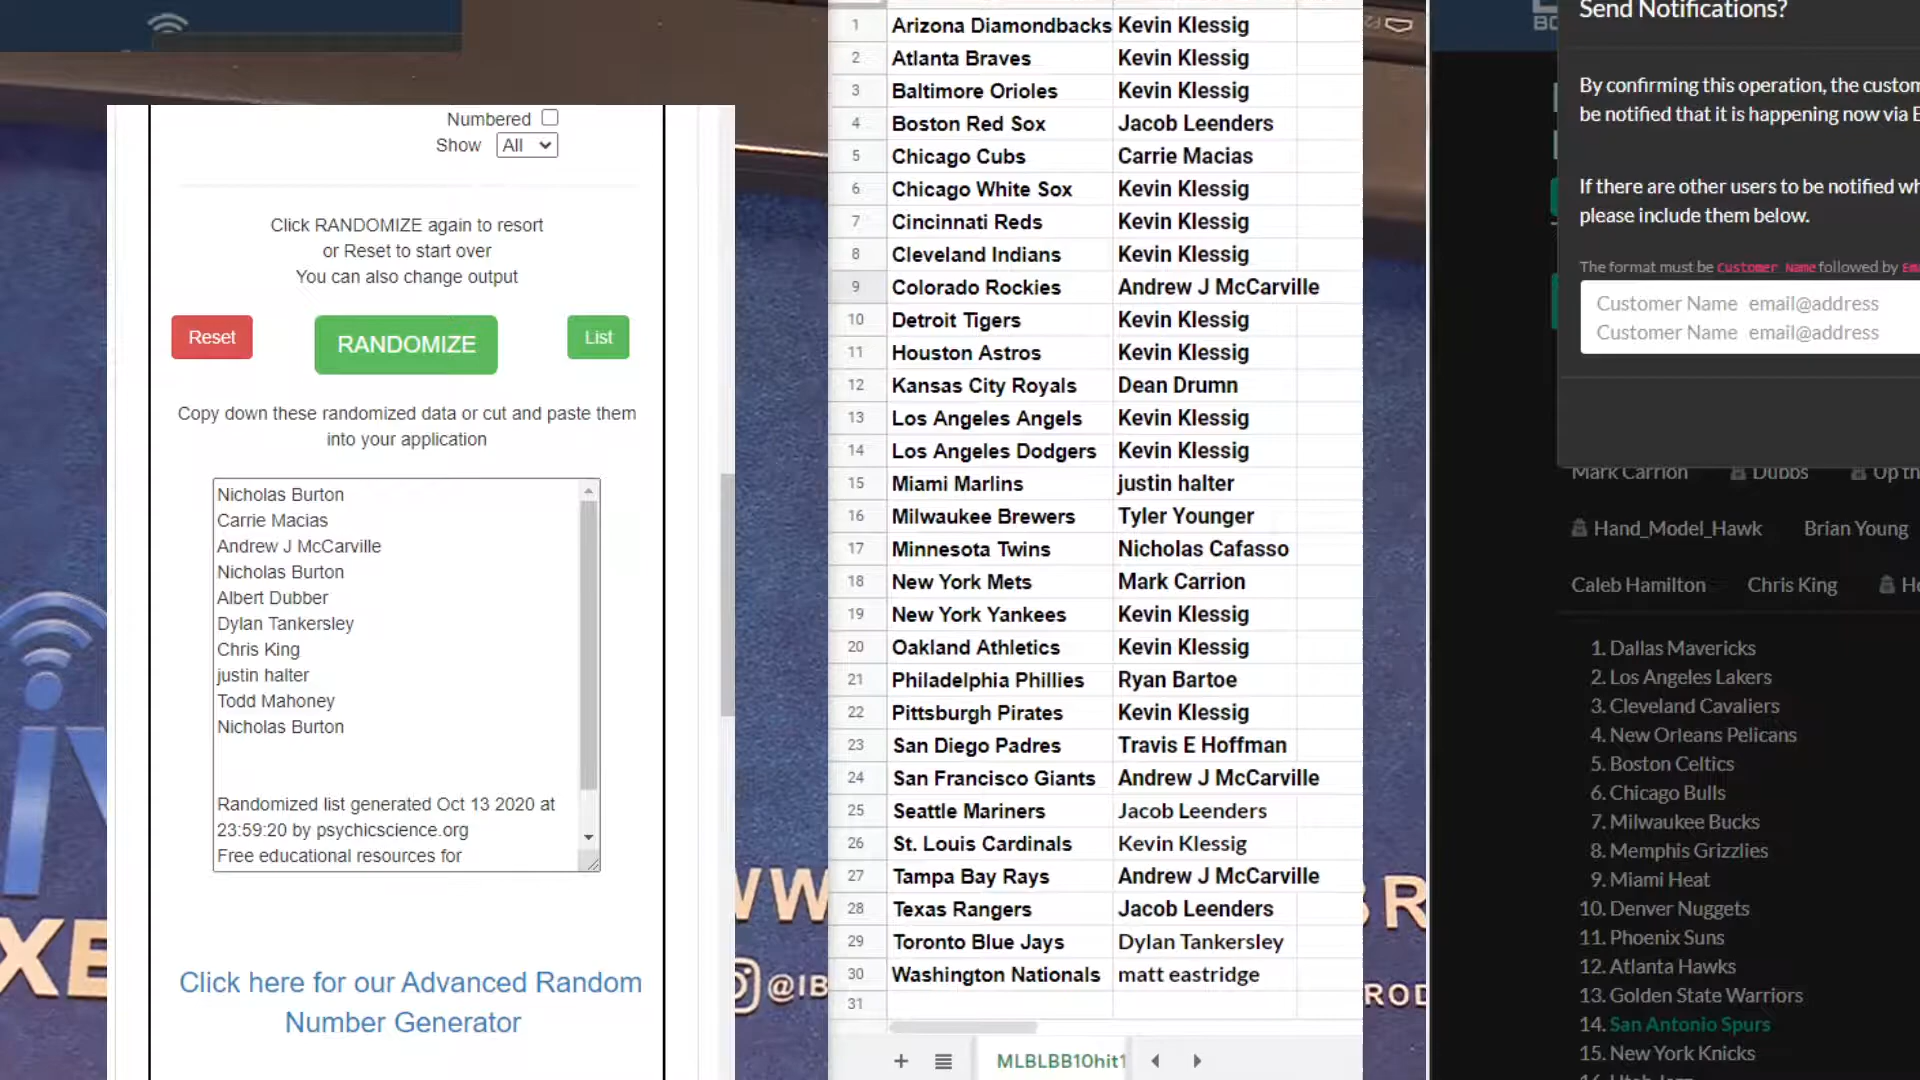 Numbered
Show All
Click RANDOMIZE again to resort
or Reset to start over
You can also change output
Reset
RANDOMIZE
List
Copy down these randomized data or cut and paste them
into your application
Nicholas Burton
Carrie Macias
Andrew J McCarville
Nicholas Burton
Albert Dubber
Dylan Tankersley
Chris King
justin halter
Todd Mahoney
Nicholas Burton
Randomized list generated Oct 13 2020 at
23:59:20 by psychicscience.org
Free educational resources for
Click here for our Advanced Random
Number Generator
1 Arizona Diamondbacks Kevin Klessig
2 Atlanta Braves Kevin Klessig
3 Baltimore Orioles Kevin Klessig
4 Boston Red Sox Jacob Leenders
5 Chicago Cubs Carrie Macias
6 Chicago White Sox Kevin Klessig
7 Cincinnati Reds Kevin Klessig
8 Cleveland Indians Kevin Klessig
9 Colorado Rockies Andrew J McCarville
10 Detroit Tigers Kevin Klessig
11 Houston Astros Kevin Klessig
12 Kansas City Royals Dean Drumn
13 Los Angeles Angels Kevin Klessig
14 Los Angeles Dodgers Kevin Klessig
15 Miami Marlins justin halter
16 Milwaukee Brewers Tyler Younger
17 Minnesota Twins Nicholas Cafasso
18 New York Mets Mark Carrion
19 New York Yankees Kevin Klessig
20 Oakland Athletics Kevin Klessig
21 Philadelphia Phillies Ryan Bartoe
22 Pittsburgh Pirates Kevin Klessig
23 San Diego Padres Travis E Hoffman
24 San Francisco Giants Andrew J McCarville
25 Seattle Mariners Jacob Leenders
26 St. Louis Cardinals Kevin Klessig
27 Tampa Bay Rays Andrew J McCarville
28 Texas Rangers Jacob Leenders
29 Toronto Blue Jays Dylan Tankersley
30 Washington Nationals matt eastridge
31
MLBLBB10hit1
@IB
Send Notifications?
By confirming this operation, the custom
be notified that it is happening now via E
If there are other users to be notified wh
please include them below.
The format must be Customer Name followed by Em
Customer Name email@address
Customer Name email@address
Mark Carrion Dubbs Up th
Hand_Model_Hawk Brian Young
Caleb Hamilton Chris King
1. Dallas Mavericks
2. Los Angeles Lakers
3. Cleveland Cavaliers
4. New Orleans Pelicans
5. Boston Celtics
6. Chicago Bulls
7. Milwaukee Bucks
8. Memphis Grizzlies
9. Miami Heat
10. Denver Nuggets
11. Phoenix Suns
12. Atlanta Hawks
13. Golden State Warriors
14. San Antonio Spurs
15. New York Knicks